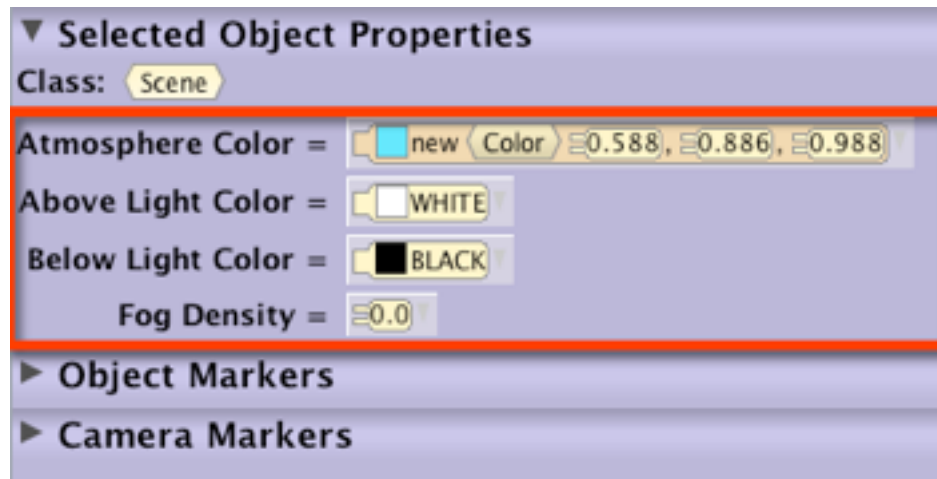 Selected Object Properties
Class: Scene
Atmosphere Color = new Color 0.588, 0.886, 0.988
Above Light Color = WHITE
Below Light Color = BLACK
Fog Density = 0.0
Object Markers
Camera Markers